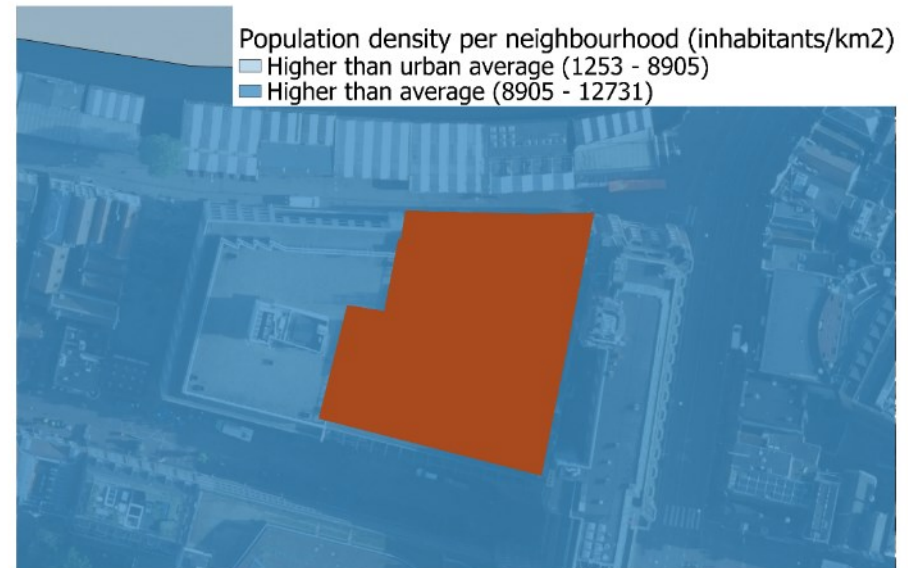 Population density per neighbourhood (inhabitants/km2)
Higher than urban average (1253 - 8905)
Higher than average (8905 - 12731)